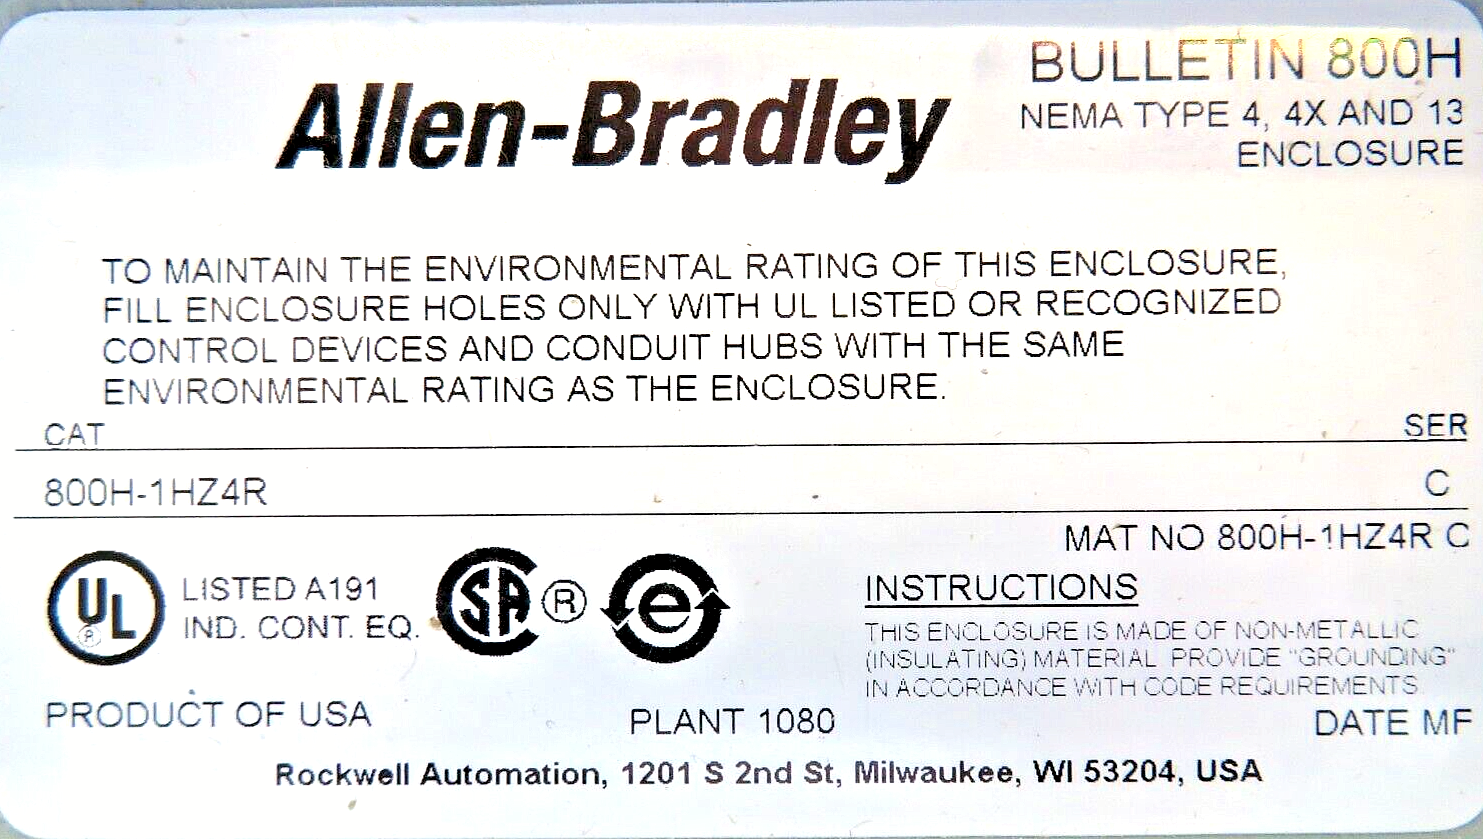 Allen-Bradley
BULLETIN 800H
NEMA TYPE 4, 4X AND 13
ENCLOSURE
TO MAINTAIN THE ENVIRONMENTAL RATING OF THIS ENCLOSURE,
FILL ENCLOSURE HOLES ONLY WITH UL LISTED OR RECOGNIZED
CONTROL DEVICES AND CONDUIT HUBS WITH THE SAME
ENVIRONMENTAL RATING AS THE ENCLOSURE.
CAT SER
800H-1HZ4R C
MAT NO 800H-1HZ4R C
UL ®
LISTED A191
IND. CONT. EQ.
SA ®
e
INSTRUCTIONS
THIS ENCLOSURE IS MADE OF NON-METALLIC
(INSULATING) MATERIAL PROVIDE "GROUNDING"
IN ACCORDANCE WITH CODE REQUIREMENTS.
PRODUCT OF USA PLANT 1080 DATE MF
Rockwell Automation, 1201 S 2nd St, Milwaukee, WI 53204, USA